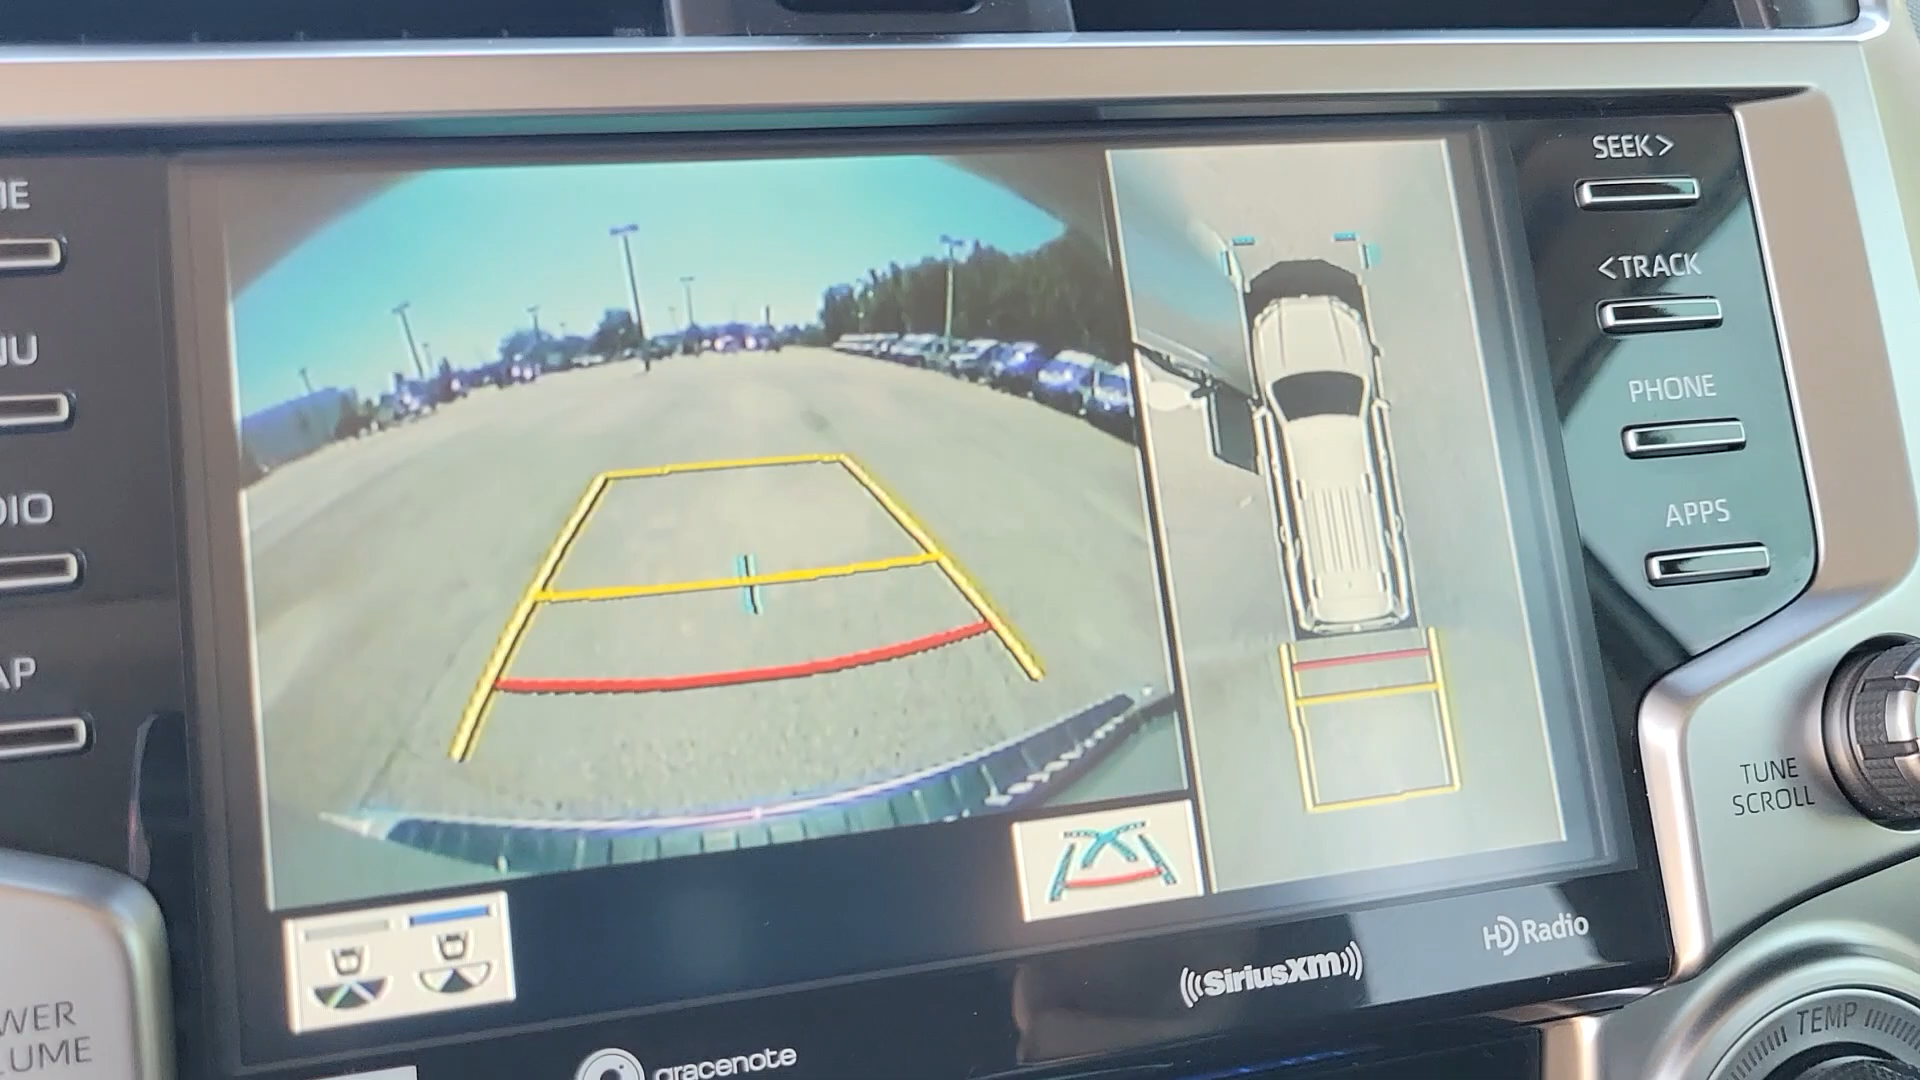 SEEK >
< TRACK
PHONE
APPS
TUNE
SCROLL
TEMP
HD Radio
((SiriusXM))
gracenote